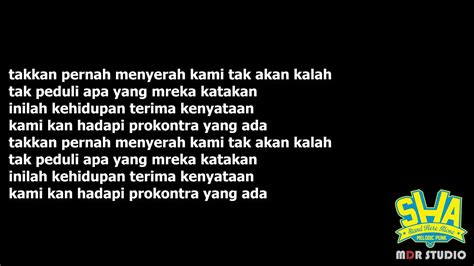 takkan pernah menyerah kami tak akan kalah
tak peduli apa yang mreka katakan
inilah kehidupan terima kenyataan
kami kan hadapi prokontra yang ada
takkan pernah menyerah kami tak akan kalah
tak peduli apa yang mreka katakan
inilah kehidupan terima kenyataan
kami kan hadapi prokontra yang ada
SHA
MELODIC PUNK
MDR STUDIO